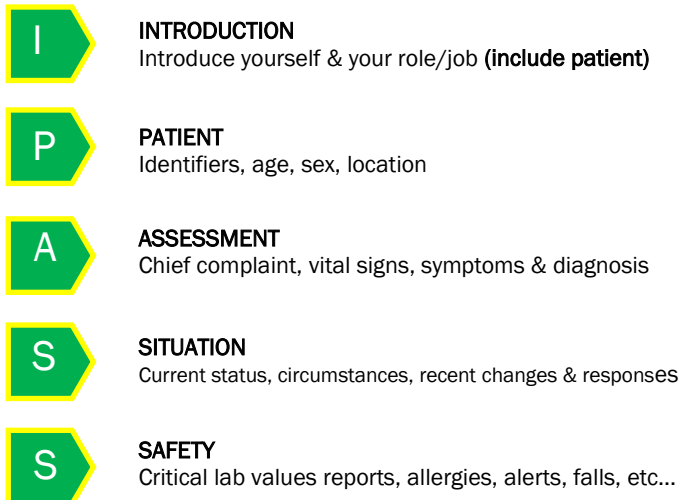 I
INTRODUCTION
Introduce yourself & your role/job (include patient)
P
PATIENT
Identifiers, age, sex, location
A
ASSESSMENT
Chief complaint, vital signs, symptoms & diagnosis
S
SITUATION
Current status, circumstances, recent changes & responses
S
SAFETY
Critical lab values reports, allergies, alerts, falls, etc...